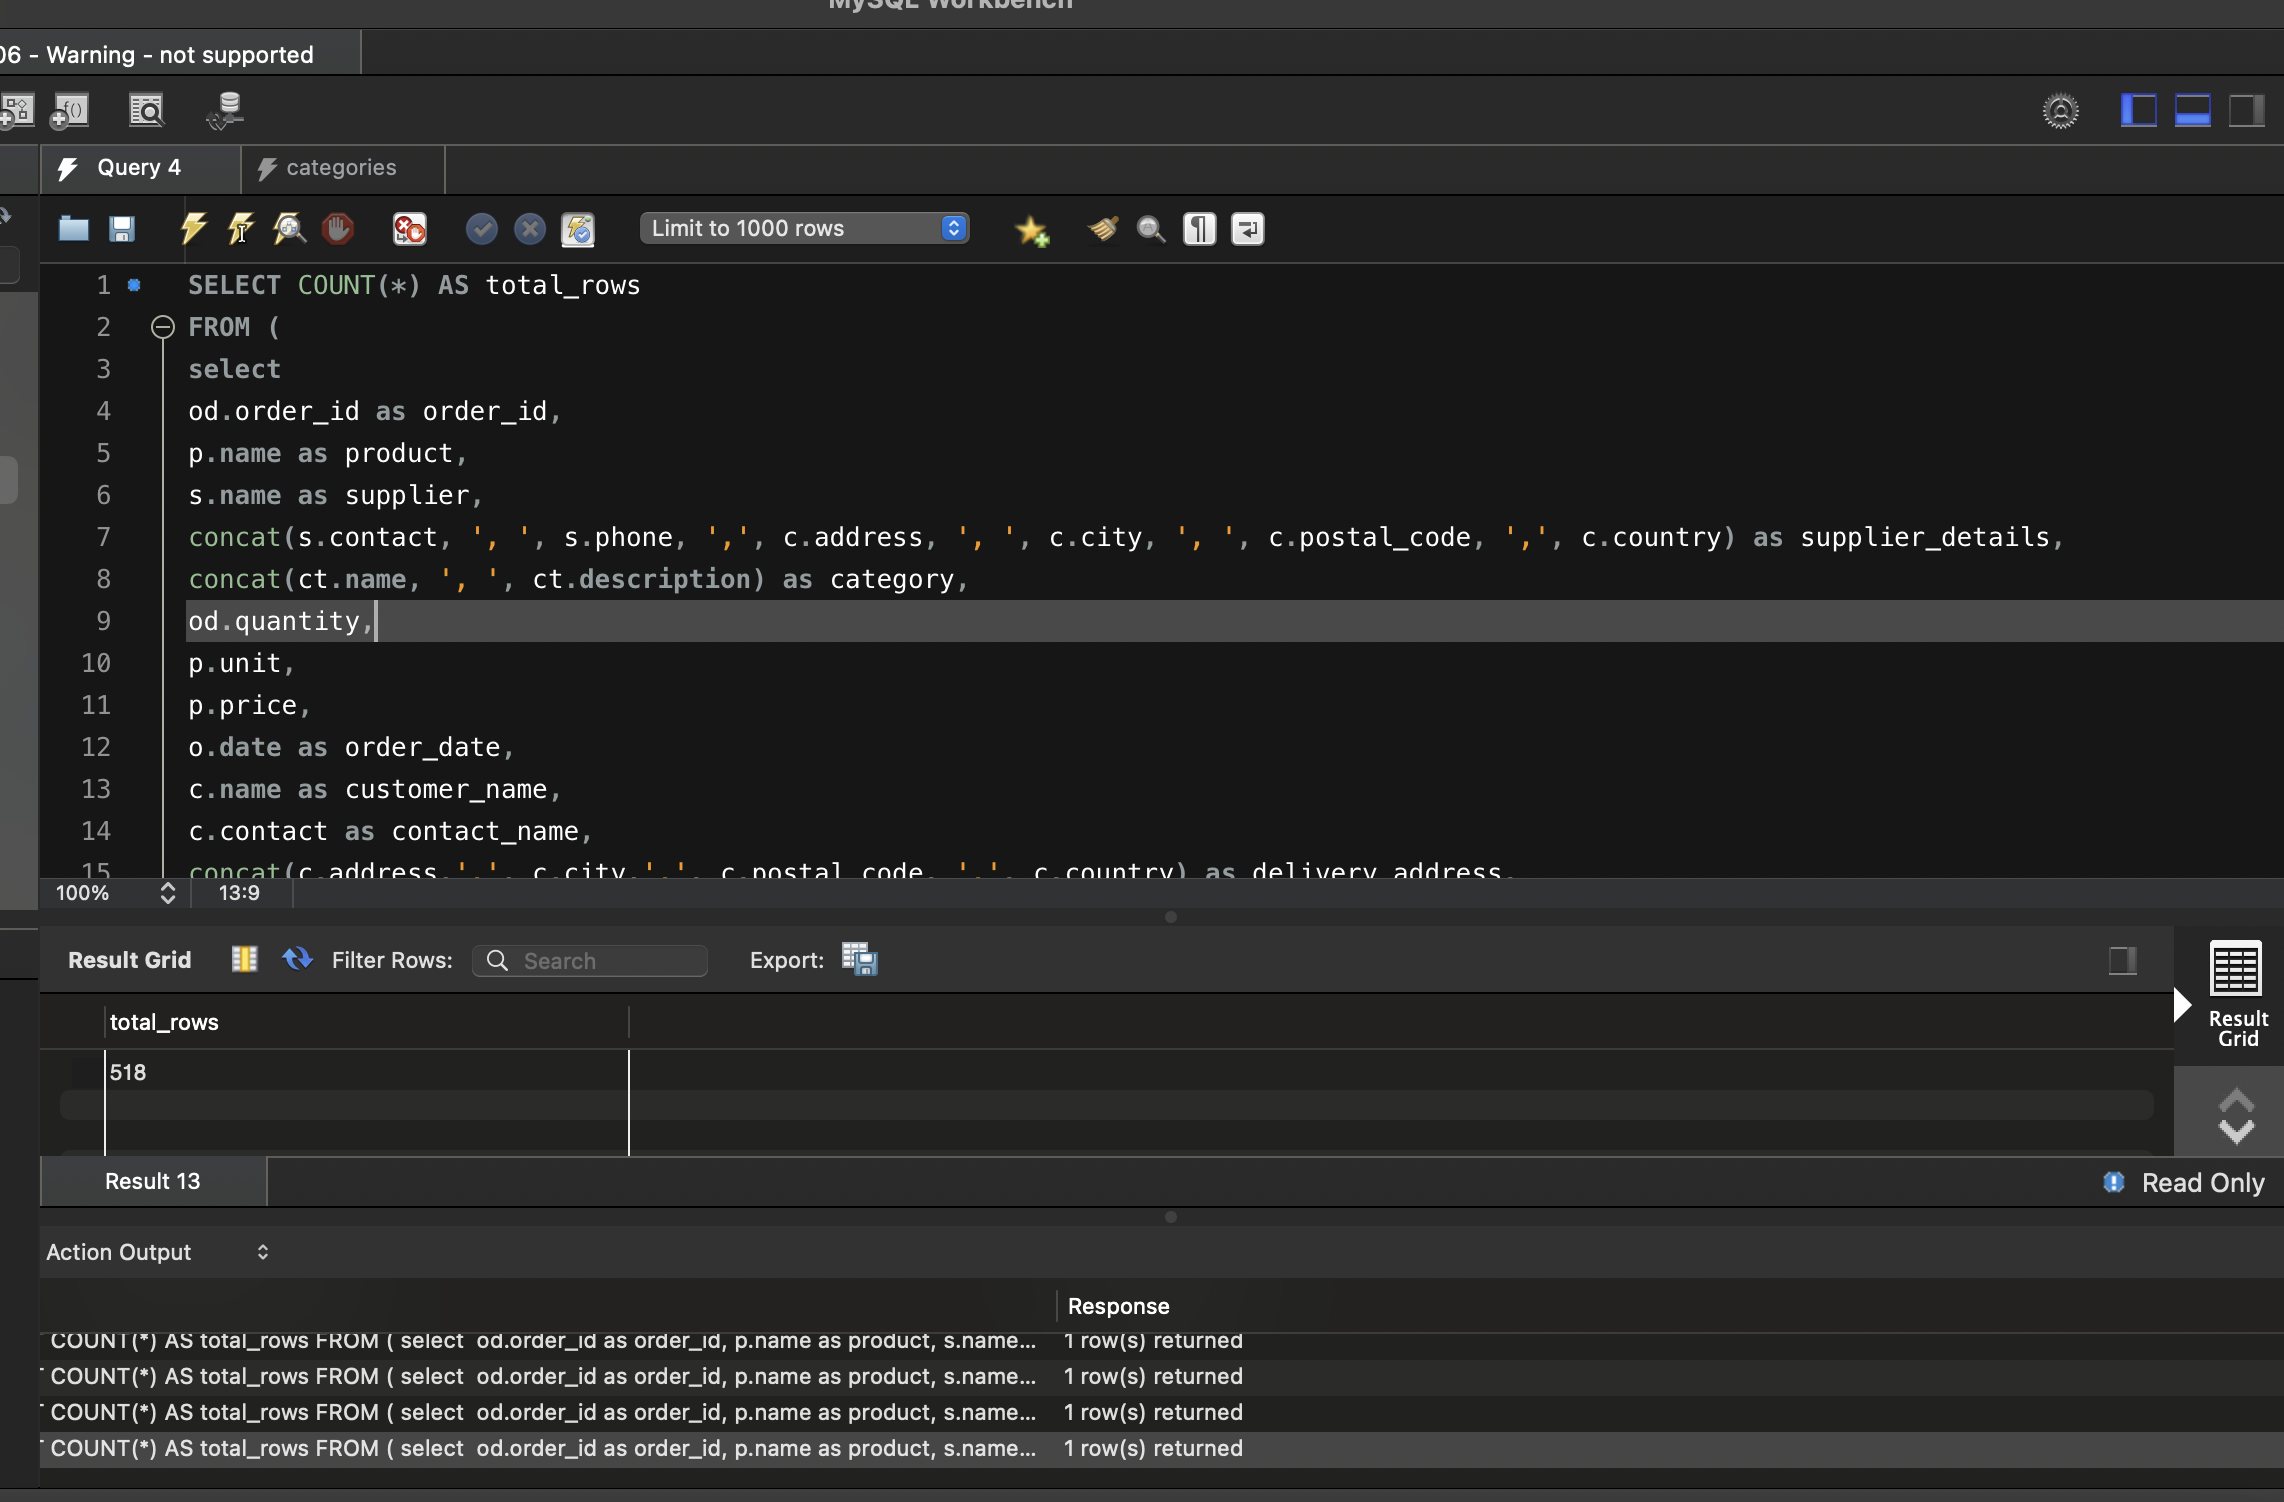 MySQL Workbench
06 - Warning - not supported
Query 4
categories
Limit to 1000 rows
1 SELECT COUNT(*) AS total_rows
2 FROM (
3 select
4 od.order_id as order_id,
5 p.name as product,
6 s.name as supplier,
7 concat(s.contact, ', ', s.phone, ',', c.address, ', ', c.city, ', ', c.postal_code, ',', c.country) as supplier_details,
8 concat(ct.name, ', ', ct.description) as category,
9 od.quantity,
10 p.unit,
11 p.price,
12 o.date as order_date,
13 c.name as customer_name,
14 c.contact as contact_name,
15 concat(c.address,',', c.city,',', c.postal_code, ',', c.country) as delivery_address,
100% 13:9
Result Grid Filter Rows: Search Export:
Result
Grid
total_rows
518
Result 13
Read Only
Action Output
Response
COUNT(*) AS total_rows FROM ( select od.order_id as order_id, p.name as product, s.name... 1 row(s) returned
COUNT(*) AS total_rows FROM ( select od.order_id as order_id, p.name as product, s.name... 1 row(s) returned
COUNT(*) AS total_rows FROM ( select od.order_id as order_id, p.name as product, s.name... 1 row(s) returned
COUNT(*) AS total_rows FROM ( select od.order_id as order_id, p.name as product, s.name... 1 row(s) returned